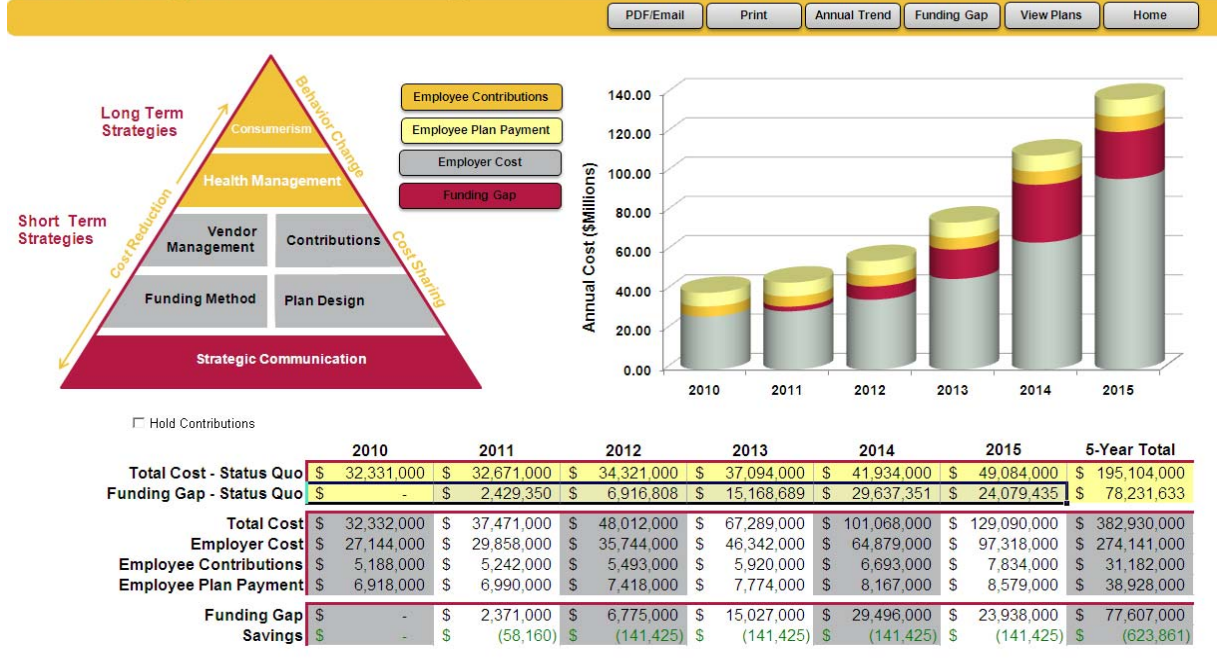 PDF/Email Print Annual Trend Funding Gap View Plans Home
Long Term
Strategies
Short Term
Strategies
Cost Reduction
Behavior Change
Cost Sharing
Consumerism
Health Management
Vendor
Management
Contributions
Funding Method
Plan Design
Strategic Communication
Employee Contributions
Employee Plan Payment
Employer Cost
Funding Gap
Annual Cost ($Millions)
140.00
120.00
100.00
80.00
60.00
40.00
20.00
0.00
2010 2011 2012 2013 2014 2015
Hold Contributions
2010 2011 2012 2013 2014 2015 5-Year Total
Total Cost - Status Quo $ 32,331,000 $ 32,671,000 $ 34,321,000 $ 37,094,000 $ 41,934,000 $ 49,084,000 $ 195,104,000
Funding Gap - Status Quo $ - $ 2,429,350 $ 6,916,808 $ 15,168,689 $ 29,637,351 $ 24,079,435 $ 78,231,633
Total Cost $ 32,332,000 $ 37,471,000 $ 48,012,000 $ 67,289,000 $ 101,068,000 $ 129,090,000 $ 382,930,000
Employer Cost $ 27,144,000 $ 29,858,000 $ 35,744,000 $ 46,342,000 $ 64,879,000 $ 97,318,000 $ 274,141,000
Employee Contributions $ 5,188,000 $ 5,242,000 $ 5,493,000 $ 5,920,000 $ 6,693,000 $ 7,834,000 $ 31,182,000
Employee Plan Payment $ 6,918,000 $ 6,990,000 $ 7,418,000 $ 7,774,000 $ 8,167,000 $ 8,579,000 $ 38,928,000
Funding Gap $ - $ 2,371,000 $ 6,775,000 $ 15,027,000 $ 29,496,000 $ 23,938,000 $ 77,607,000
Savings $ - $ (58,160) $ (141,425) $ (141,425) $ (141,425) $ (141,425) $ (623,861)